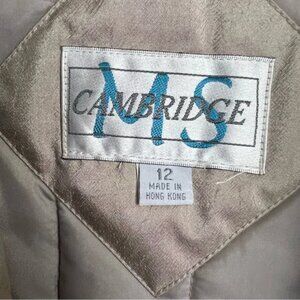 MS
CAMBRIDGE
12
MADE IN
HONG KONG